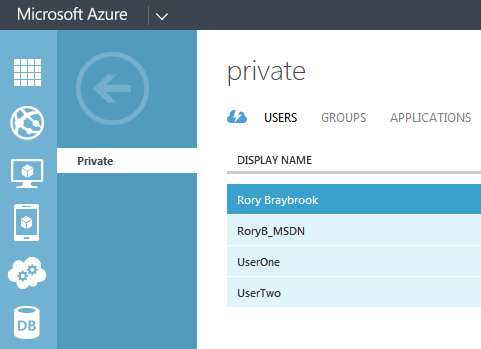 Microsoft Azure
private
USERS GROUPS APPLICATIONS
Private
DISPLAY NAME
Rory Braybrook
RoryB_MSDN
UserOne
UserTwo
DB